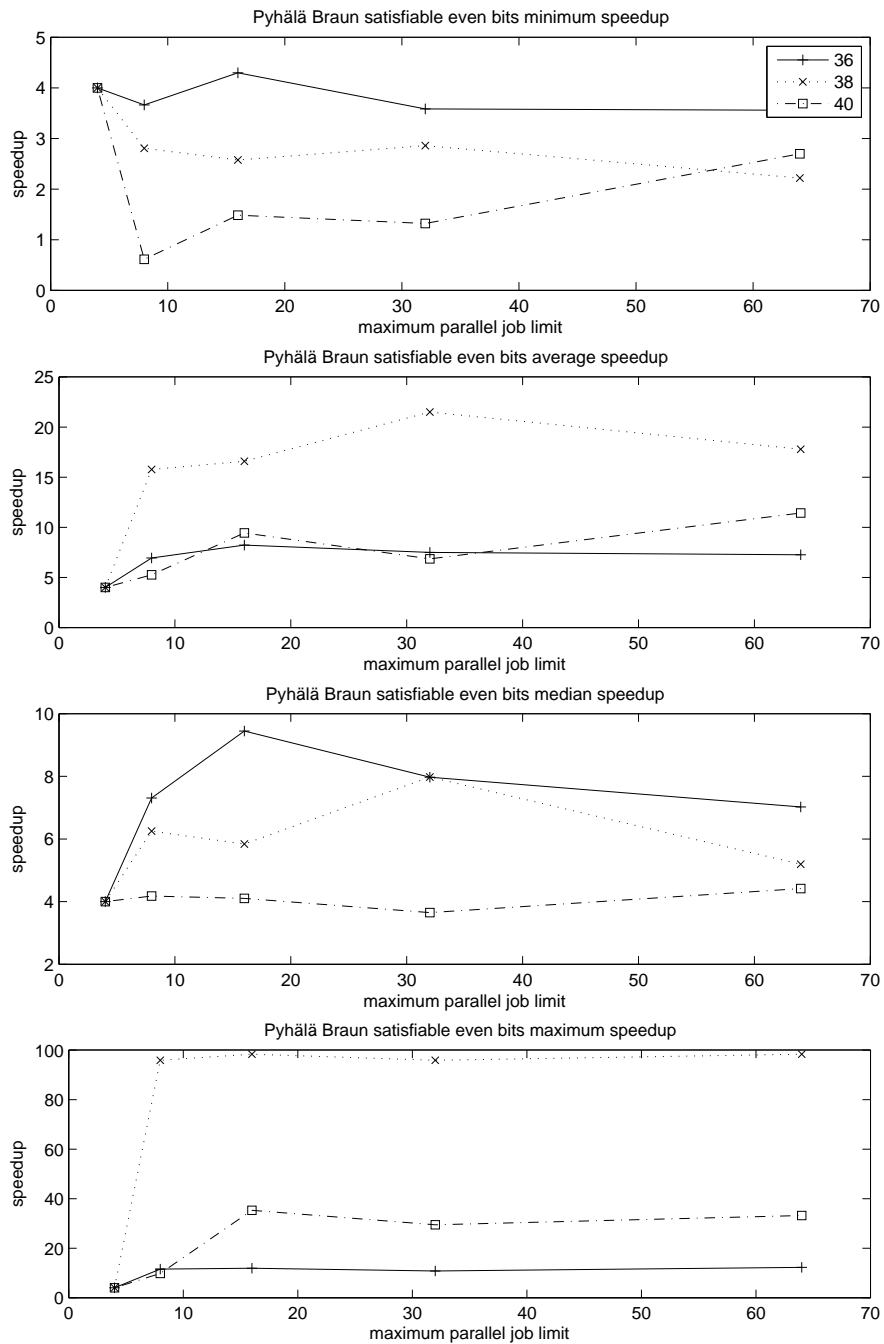 Pyhälä Braun satisfiable even bits minimum speedup
5
4
3
2
1
0
speedup
0 10 20 30 40 50 60 70
maximum parallel job limit
36
38
40
Pyhälä Braun satisfiable even bits average speedup
25
20
15
10
5
0
speedup
0 10 20 30 40 50 60 70
maximum parallel job limit
Pyhälä Braun satisfiable even bits median speedup
10
8
6
4
2
speedup
0 10 20 30 40 50 60 70
maximum parallel job limit
Pyhälä Braun satisfiable even bits maximum speedup
100
80
60
40
20
0
speedup
0 10 20 30 40 50 60 70
maximum parallel job limit